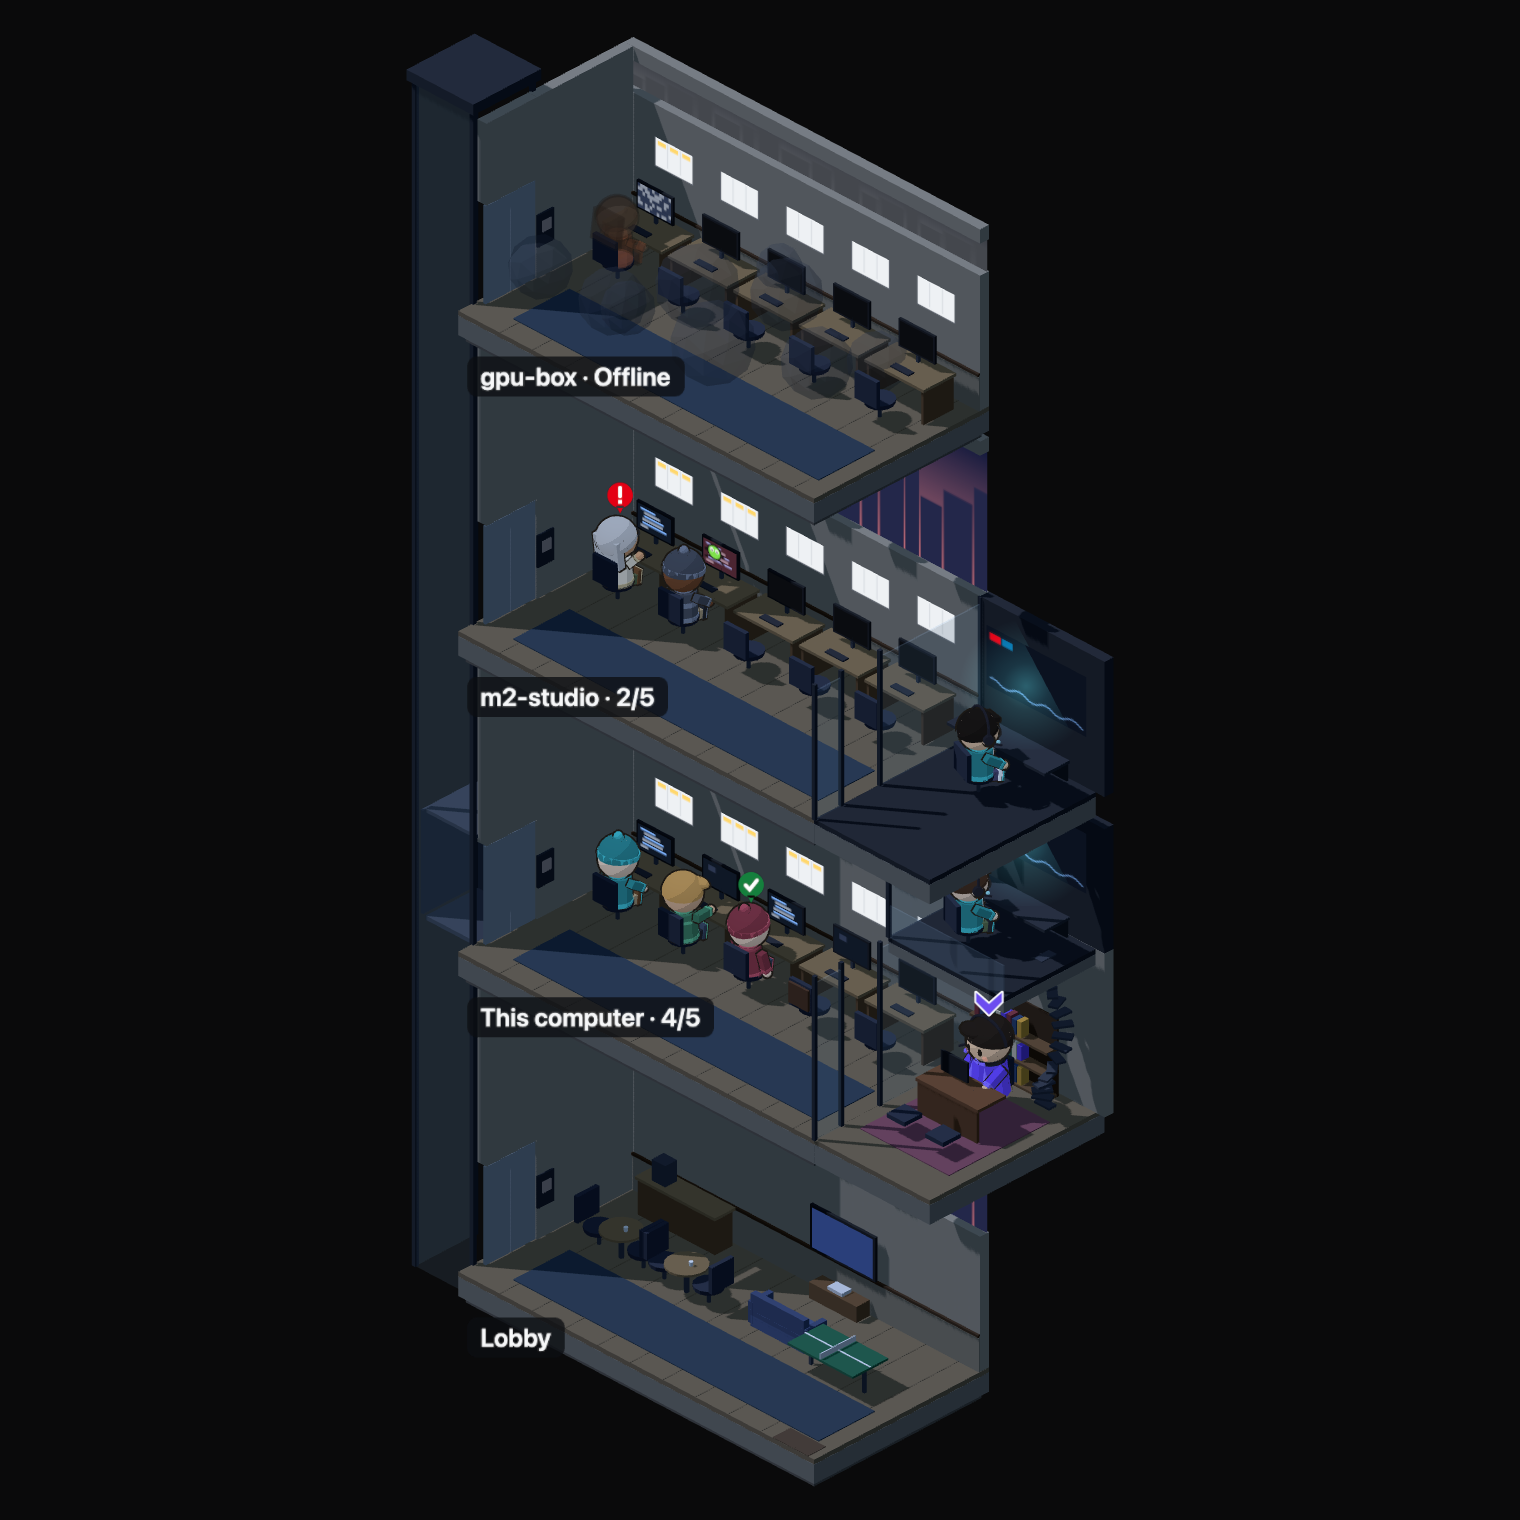 gpu-box · Offline
m2-studio · 2/5
This computer · 4/5
Lobby